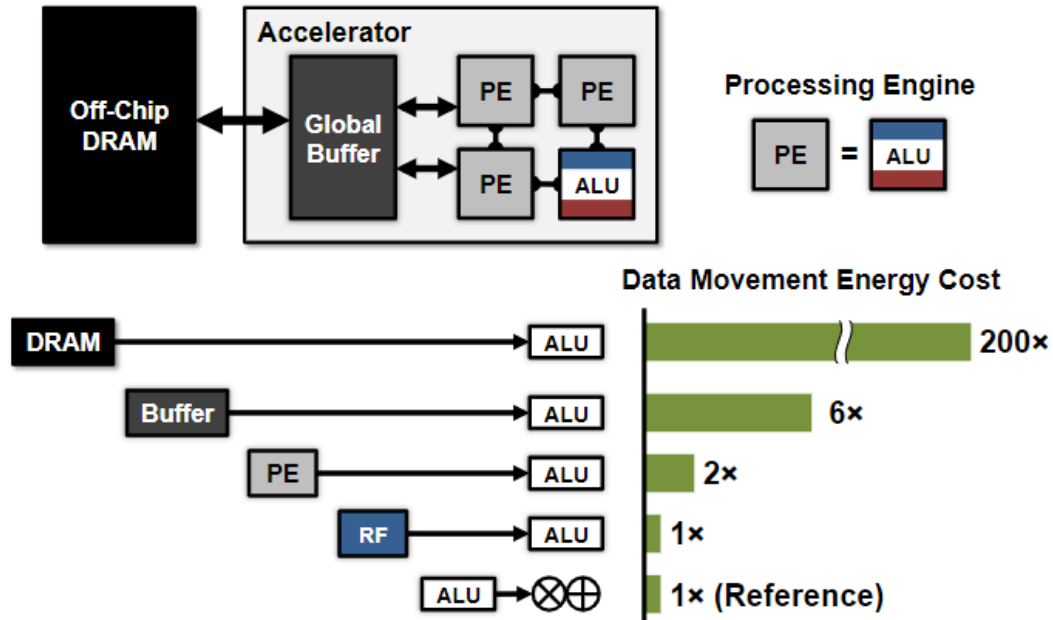 Accelerator
Off-Chip
DRAM
Global
Buffer
PE
PE
PE
ALU
Processing Engine
PE
=
ALU
Data Movement Energy Cost
DRAM
ALU
200×
Buffer
ALU
6×
PE
ALU
2×
RF
ALU
1×
ALU
1× (Reference)